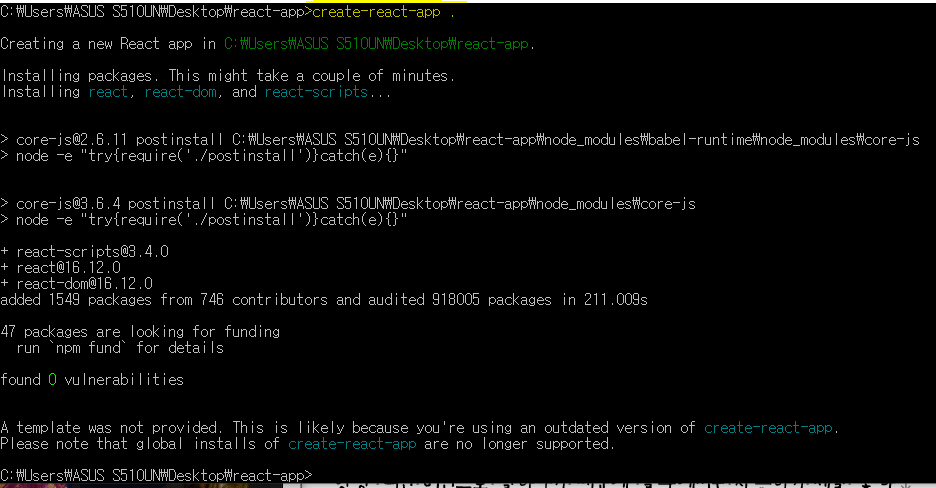 C:₩Users₩ASUS S510UN₩Desktop₩react-app>create-react-app .
Creating a new React app in C:₩Users₩ASUS S510UN₩Desktop₩react-app.
Installing packages. This might take a couple of minutes.
Installing react, react-dom, and react-scripts...
> core-js@2.6.11 postinstall C:₩Users₩ASUS S510UN₩Desktop₩react-app₩node_modules₩babel-runtime₩node_modules₩core-js
> node -e "try{require('./postinstall')}catch(e){}"
> core-js@3.6.4 postinstall C:₩Users₩ASUS S510UN₩Desktop₩react-app₩node_modules₩core-js
> node -e "try{require('./postinstall')}catch(e){}"
+ react-scripts@3.4.0
+ react@16.12.0
+ react-dom@16.12.0
added 1549 packages from 746 contributors and audited 918005 packages in 211.009s
47 packages are looking for funding
  run `npm fund` for details
found 0 vulnerabilities
A template was not provided. This is likely because you're using an outdated version of create-react-app.
Please note that global installs of create-react-app are no longer supported.
C:₩Users₩ASUS S510UN₩Desktop₩react-app>